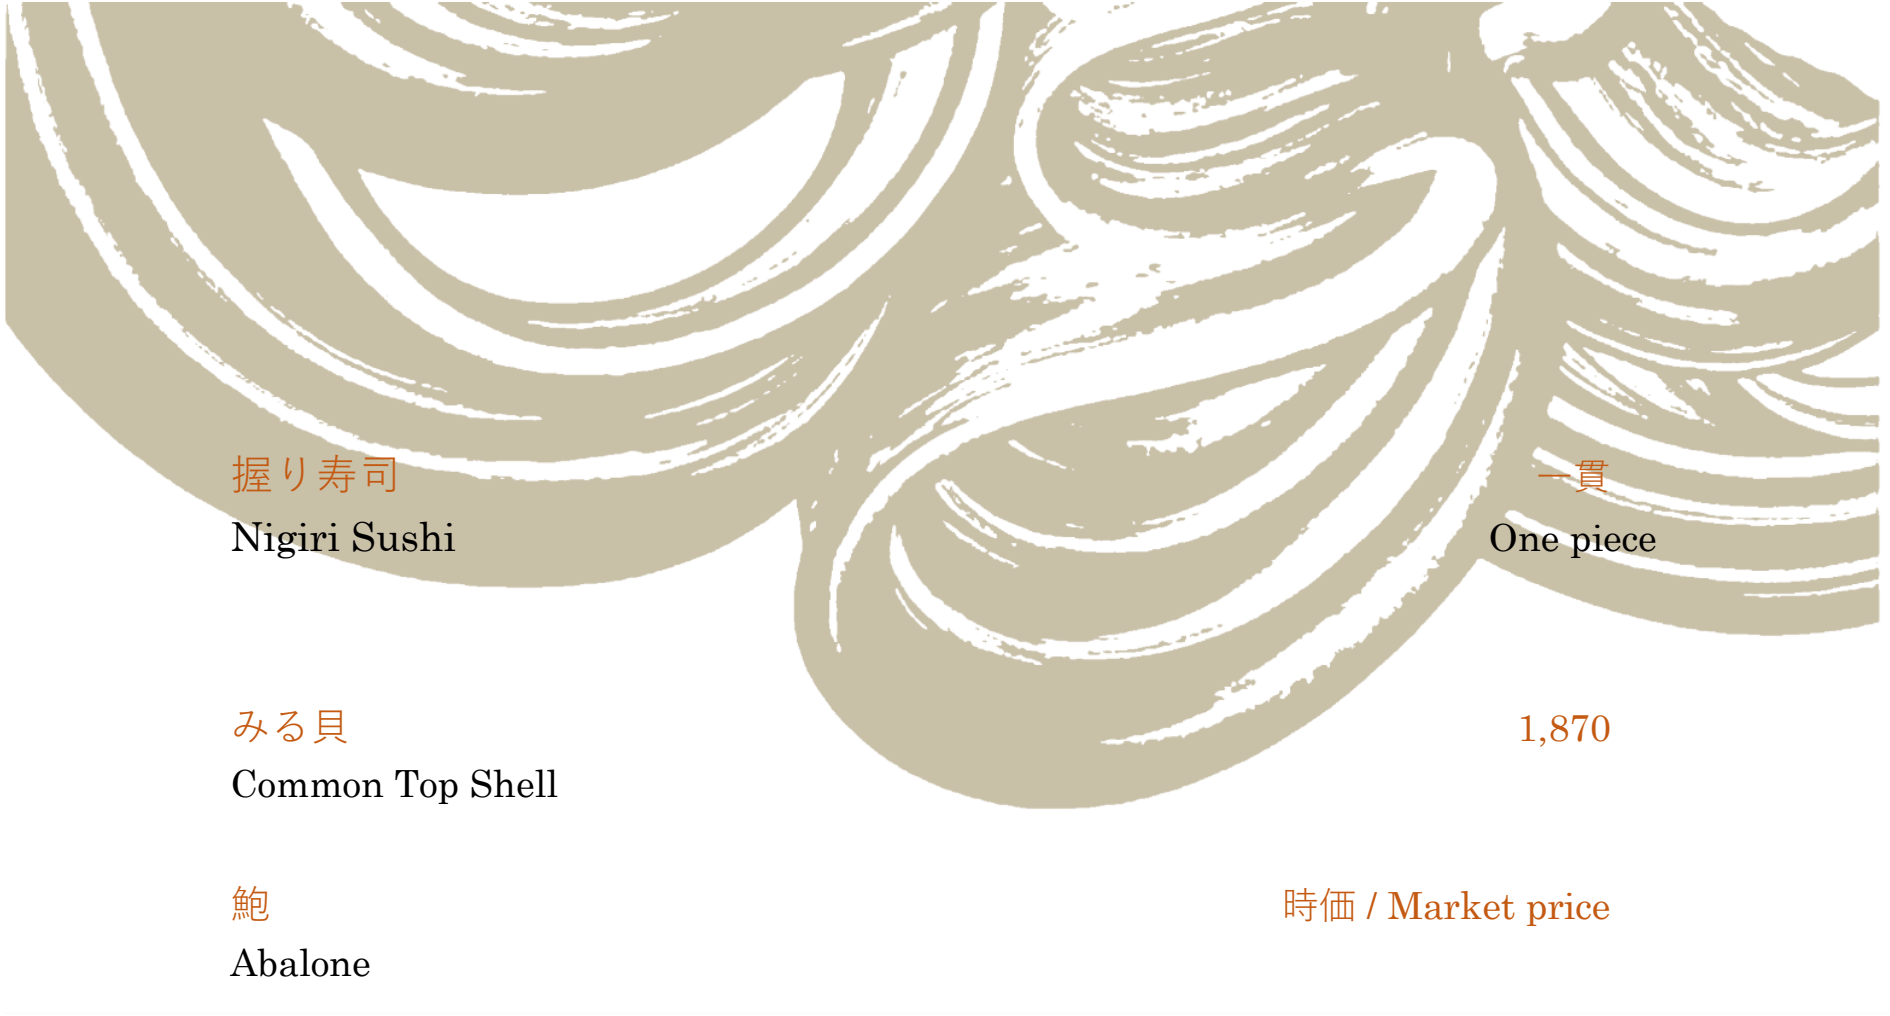 握り寿司 一貫
Nigiri Sushi One piece
みる貝 1,870
Common Top Shell
鮑 時価 / Market price
Abalone